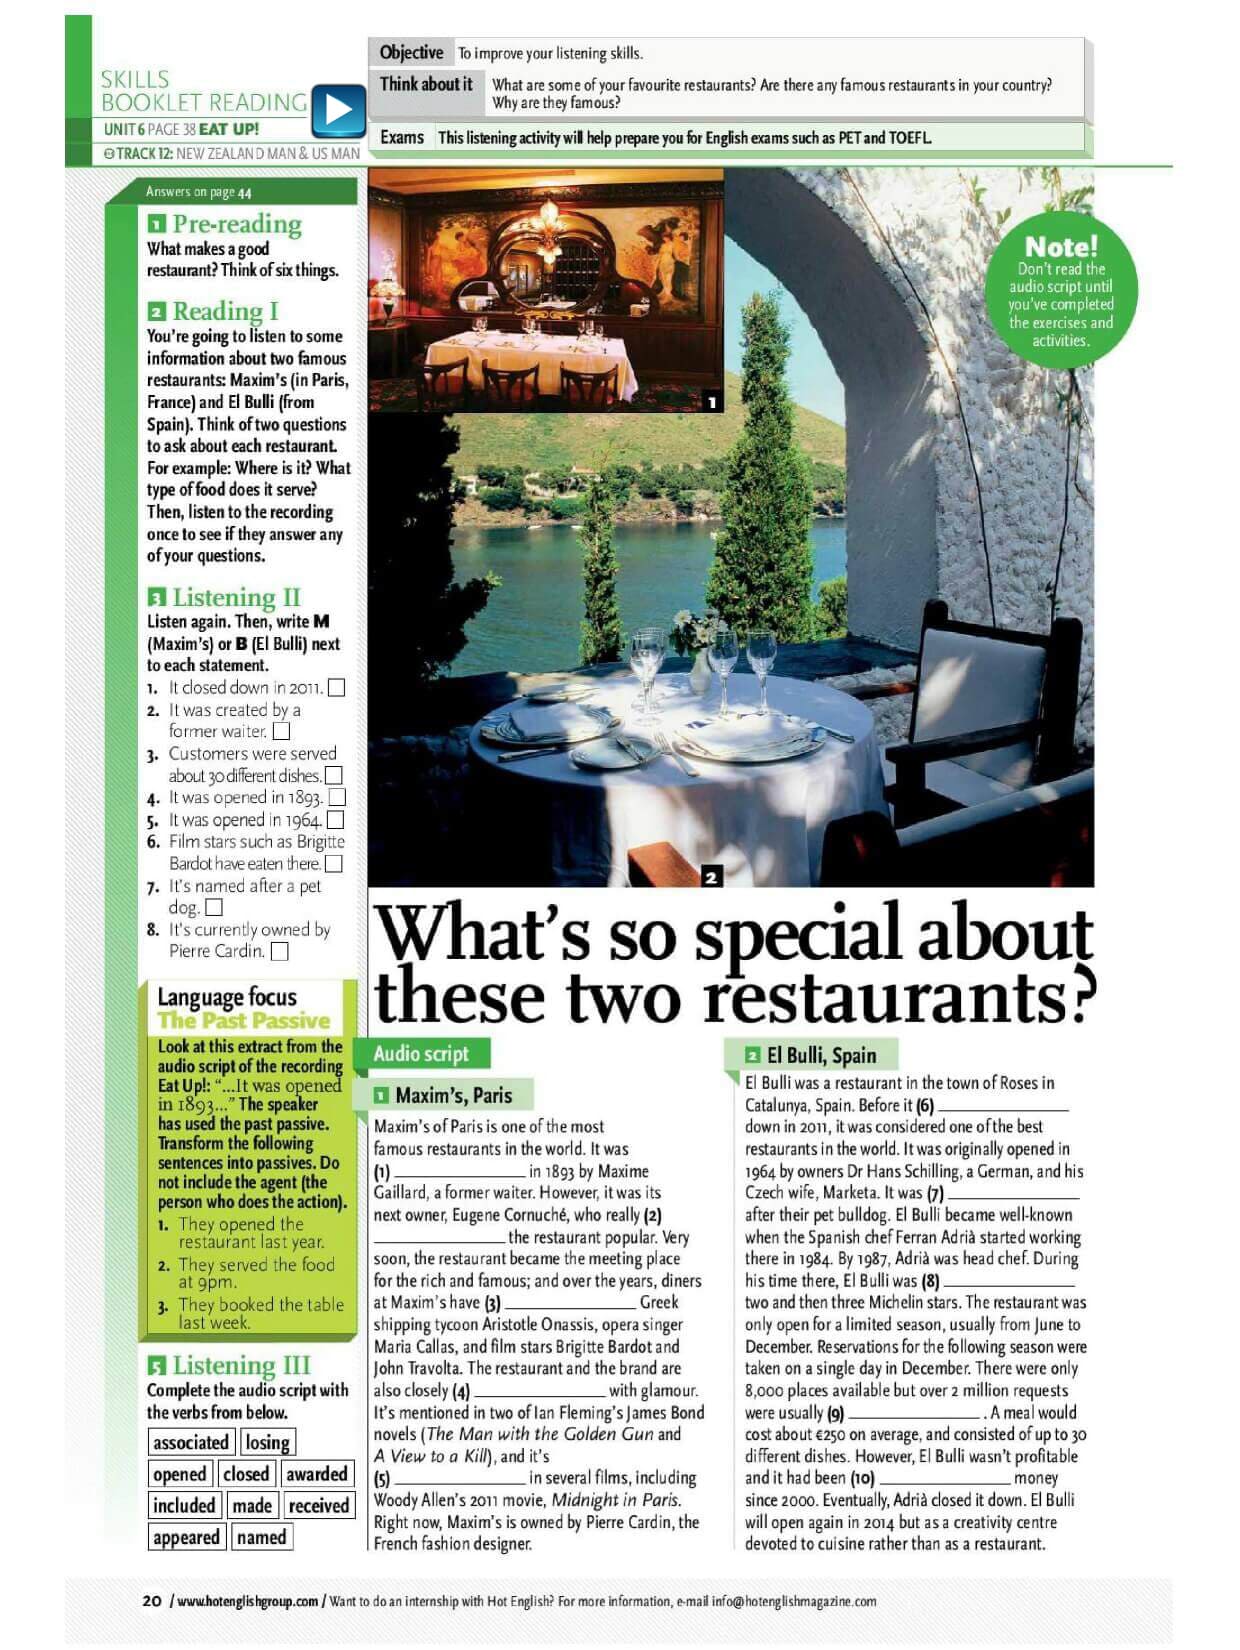 SKILLS
BOOKLET READING
UNIT 6 PAGE 38 EAT UP!
TRACK 12: NEW ZEALAND MAN & US MAN
Objective To improve your listening skills.
Think about it What are some of your favourite restaurants? Are there any famous restaurants in your country?
Why are they famous?
Exams This listening activity will help prepare you for English exams such as PET and TOEFL.
Answers on page 44
1 Pre-reading
What makes a good
restaurant? Think of six things.
2 Reading I
You're going to listen to some
information about two famous
restaurants: Maxim's (in Paris,
France) and El Bulli (from
Spain). Think of two questions
to ask about each restaurant.
For example: Where is it? What
type of food does it serve?
Then, listen to the recording
once to see if they answer any
of your questions.
3 Listening II
Listen again. Then, write M
(Maxim's) or B (El Bulli) next
to each statement.
1. It closed down in 2011.
2. It was created by a
former waiter.
3. Customers were served
about 30 different dishes.
4. It was opened in 1893.
5. It was opened in 1964.
6. Film stars such as Brigitte
Bardot have eaten there.
7. It's named after a pet
dog.
8. It's currently owned by
Pierre Cardin.
Language focus
The Past Passive
Look at this extract from the
audio script of the recording
Eat Up!: "...It was opened
in 1893..." The speaker
has used the past passive.
Transform the following
sentences into passives. Do
not include the agent (the
person who does the action).
1. They opened the
restaurant last year.
2. They served the food
at 9pm.
3. They booked the table
last week.
5 Listening III
Complete the audio script with
the verbs from below.
associated losing
opened closed awarded
included made received
appeared named
1
Note!
Don't read the
audio script until
you've completed
the exercises and
activities.
2
What's so special about
these two restaurants?
Audio script
1 Maxim's, Paris
Maxim's of Paris is one of the most
famous restaurants in the world. It was
(1) ____________ in 1893 by Maxime
Gaillard, a former waiter. However, it was its
next owner, Eugene Cornuché, who really (2)
____________ the restaurant popular. Very
soon, the restaurant became the meeting place
for the rich and famous; and over the years, diners
at Maxim's have (3) ____________ Greek
shipping tycoon Aristotle Onassis, opera singer
Maria Callas, and film stars Brigitte Bardot and
John Travolta. The restaurant and the brand are
also closely (4) ____________ with glamour.
It's mentioned in two of Ian Fleming's James Bond
novels (The Man with the Golden Gun and
A View to a Kill), and it's
(5) ____________ in several films, including
Woody Allen's 2011 movie, Midnight in Paris.
Right now, Maxim's is owned by Pierre Cardin, the
French fashion designer.
2 El Bulli, Spain
El Bulli was a restaurant in the town of Roses in
Catalunya, Spain. Before it (6) ____________
down in 2011, it was considered one of the best
restaurants in the world. It was originally opened in
1964 by owners Dr Hans Schilling, a German, and his
Czech wife, Marketa. It was (7) ____________
after their pet bulldog. El Bulli became well-known
when the Spanish chef Ferran Adrià started working
there in 1984. By 1987, Adrià was head chef. During
his time there, El Bulli was (8) ____________
two and then three Michelin stars. The restaurant was
only open for a limited season, usually from June to
December. Reservations for the following season were
taken on a single day in December. There were only
8,000 places available but over 2 million requests
were usually (9) ____________ . A meal would
cost about €250 on average, and consisted of up to 30
different dishes. However, El Bulli wasn't profitable
and it had been (10) ____________ money
since 2000. Eventually, Adrià closed it down. El Bulli
will open again in 2014 but as a creativity centre
devoted to cuisine rather than as a restaurant.
20 / www.hotenglishgroup.com / Want to do an internship with Hot English? For more information, e-mail info@hotenglishmagazine.com